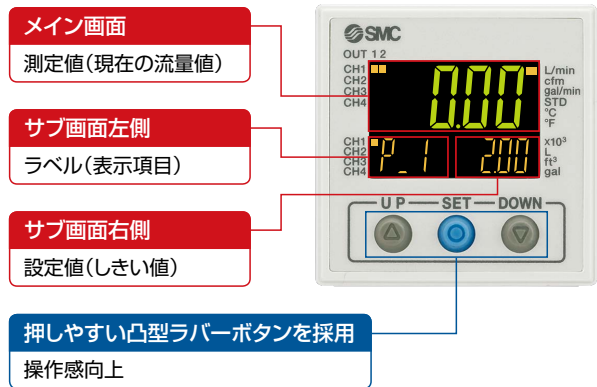 メイン画面
測定値(現在の流量値)
サブ画面左側
ラベル(表示項目)
サブ画面右側
設定値(しきい値)
押しやすい凸型ラバーボタンを採用
操作感向上
SMC
OUT 1 2
CH1
CH2
CH3
CH4
0.00
L/min
cfm
gal/min
STD
°C
°F
CH1
CH2
CH3
CH4
P_1
2.00
x10³
L
ft³
gal
UP SET DOWN